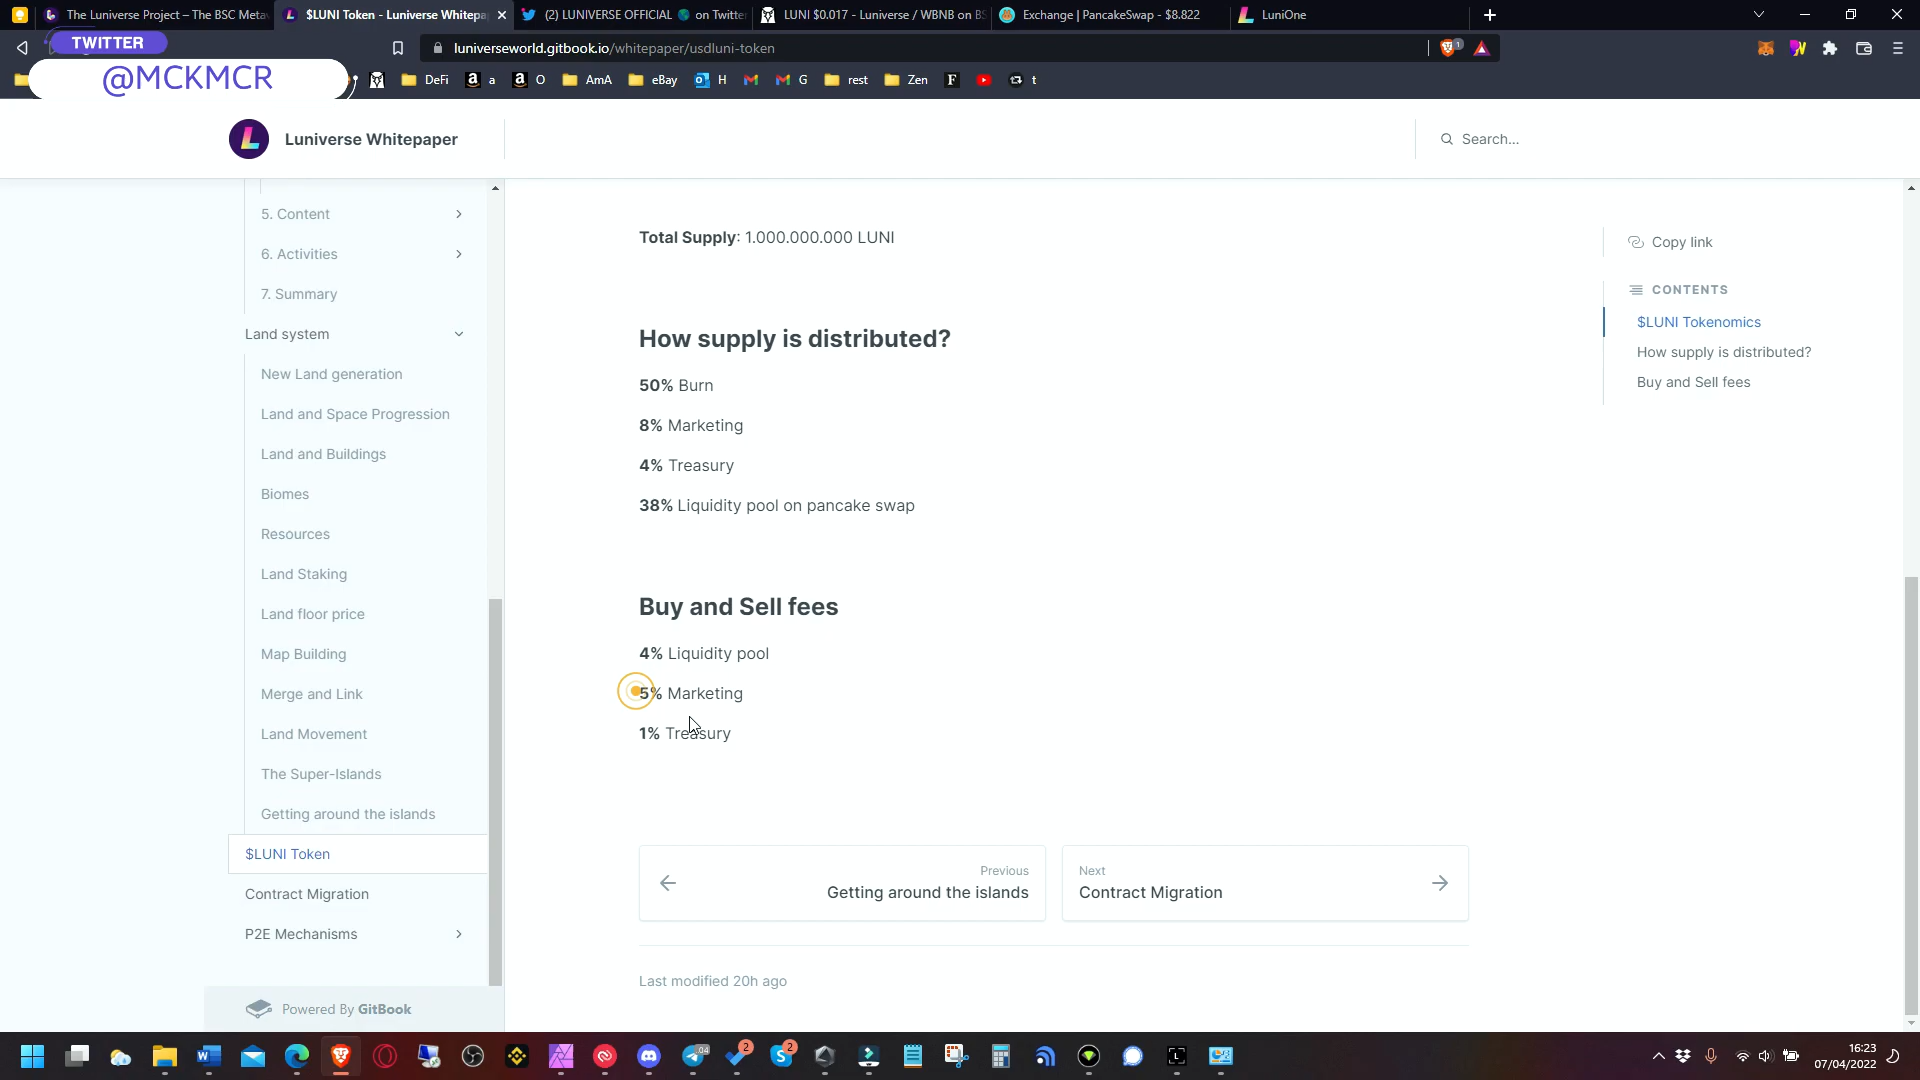 The Luniverse Project – The BSC Meta
$LUNI Token - Luniverse Whitepa
(2) LUNIVERSE OFFICIAL 🌎 on Twitte
LUNI $0.017 - Luniverse / WBNB on BS
Exchange | PancakeSwap - $8.822
LuniOne
TWITTER
luniverseworld.gitbook.io/whitepaper/usdluni-token
1
@MCKMCR
DeFi
a
O
AmA
eBay
H
G
rest
Zen
t
Luniverse Whitepaper
Search...
5. Content
6. Activities
7. Summary
Land system
New Land generation
Land and Space Progression
Land and Buildings
Biomes
Resources
Land Staking
Land floor price
Map Building
Merge and Link
Land Movement
The Super-Islands
Getting around the islands
$LUNI Token
Contract Migration
P2E Mechanisms
Powered By GitBook
Total Supply: 1.000.000.000 LUNI
How supply is distributed?
50% Burn
8% Marketing
4% Treasury
38% Liquidity pool on pancake swap
Buy and Sell fees
4% Liquidity pool
5% Marketing
1% Treasury
Previous
Getting around the islands
Next
Contract Migration
Last modified 20h ago
Copy link
CONTENTS
$LUNI Tokenomics
How supply is distributed?
Buy and Sell fees
04
2
2
16:23
07/04/2022